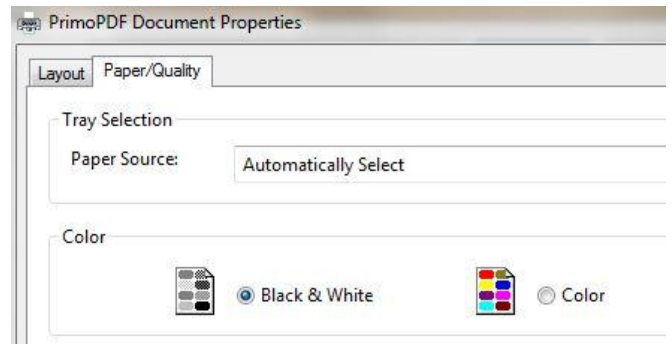 PrimoPDF Document Properties
Layout Paper/Quality
Tray Selection
Paper Source: Automatically Select
Color
Black & White Color